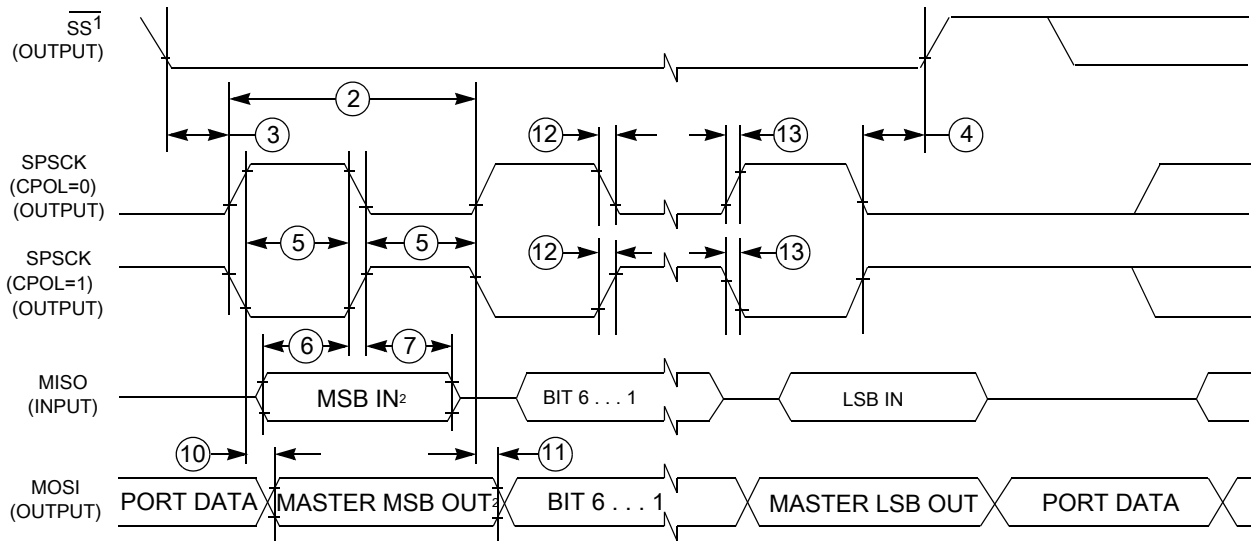 SS1
(OUTPUT)
2
3
12
13
4
SPSCK
(CPOL=0)
(OUTPUT)
5
5
SPSCK
(CPOL=1)
(OUTPUT)
12
13
6
7
MISO
(INPUT)
MSB IN2
BIT 6 . . . 1
LSB IN
10
11
MOSI
(OUTPUT)
PORT DATA
MASTER MSB OUT2
BIT 6 . . . 1
MASTER LSB OUT
PORT DATA